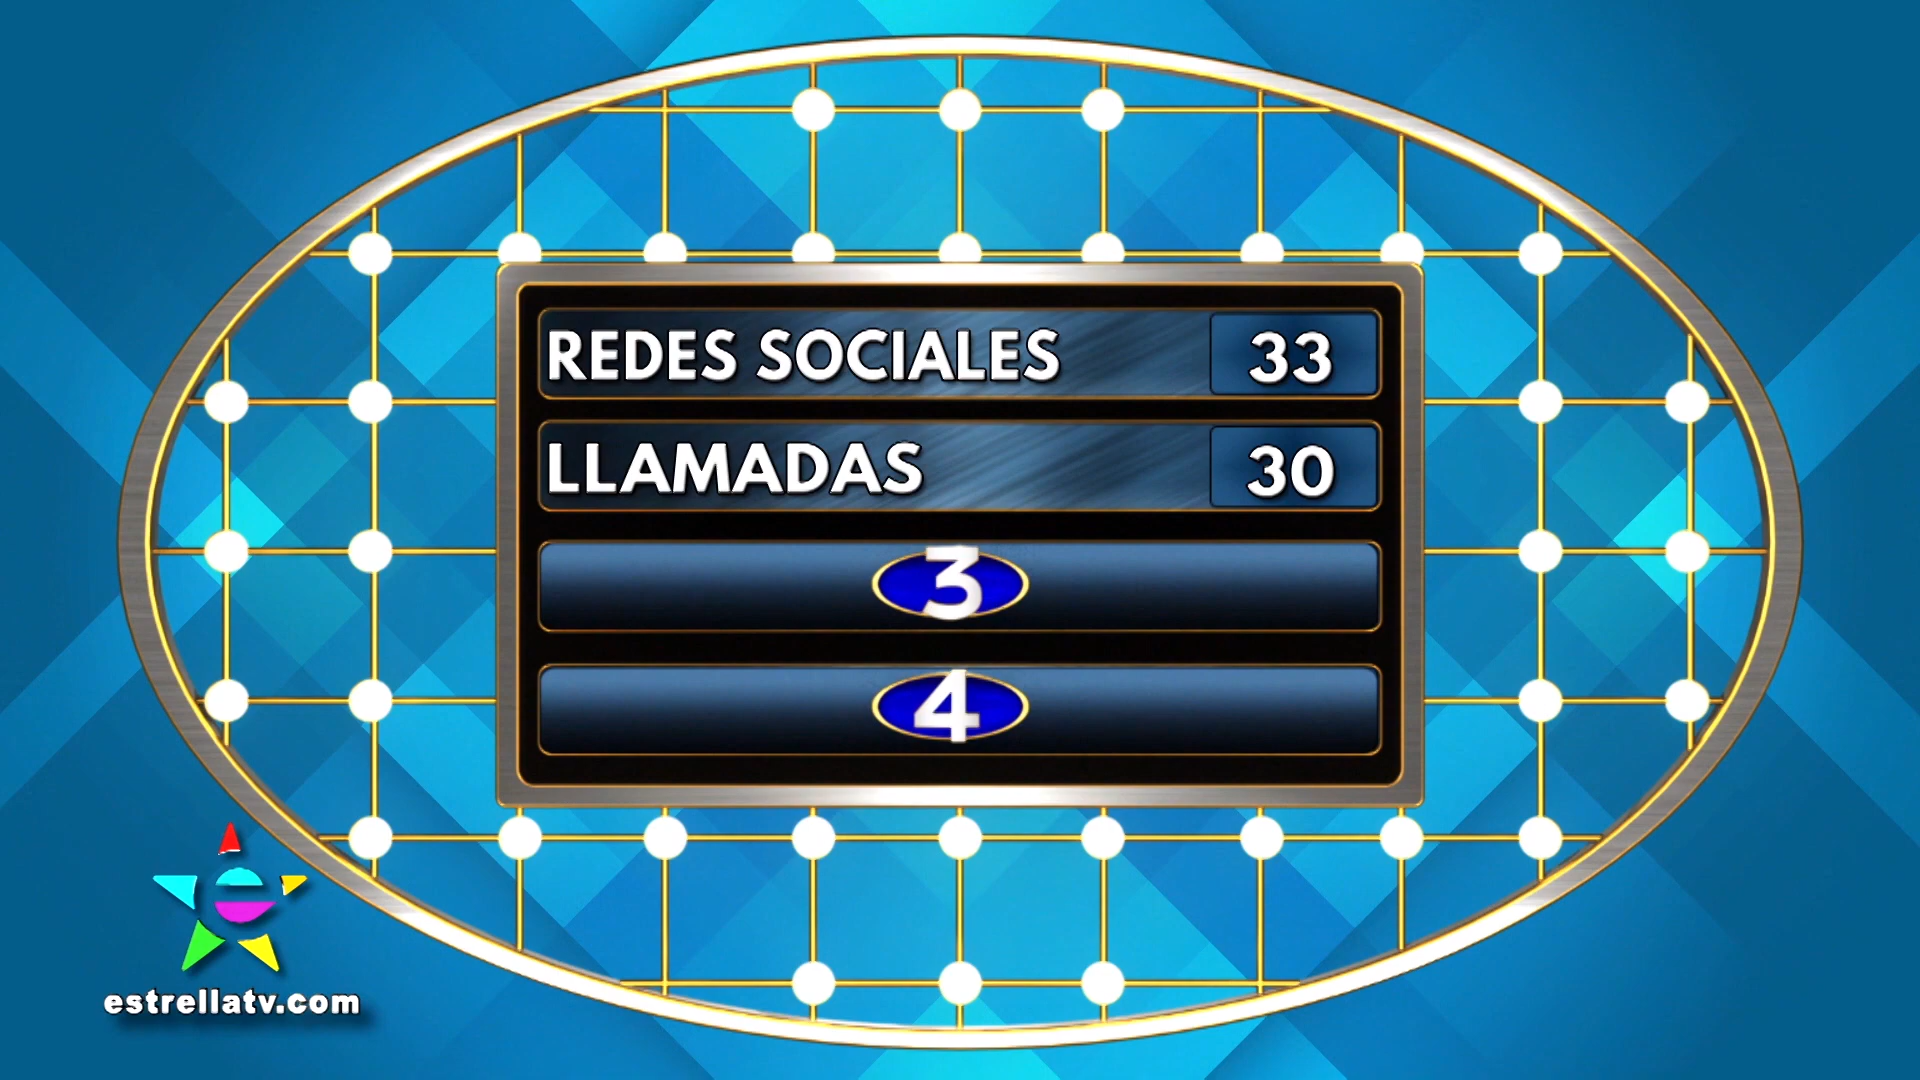 REDES SOCIALES 33
LLAMADAS 30
3
4
estrellatv.com